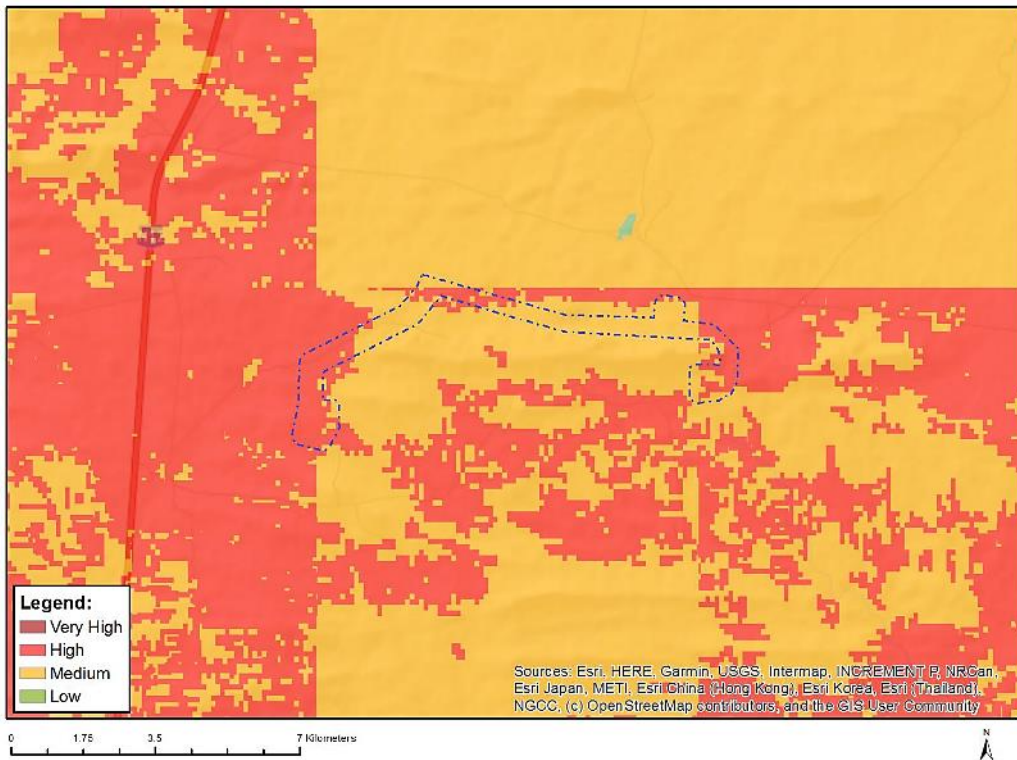 Legend:
Very High
High
Medium
Low
Sources: Esri, HERE, Garmin, USGS, Intermap, INCREMENT P, NRCan,
Esri Japan, METI, Esri China (Hong Kong), Esri Korea, Esri (Thailand),
NGCC, (c) OpenStreetMap contributors, and the GIS User Community
0 1.75 3.5 7 Kilometers
N